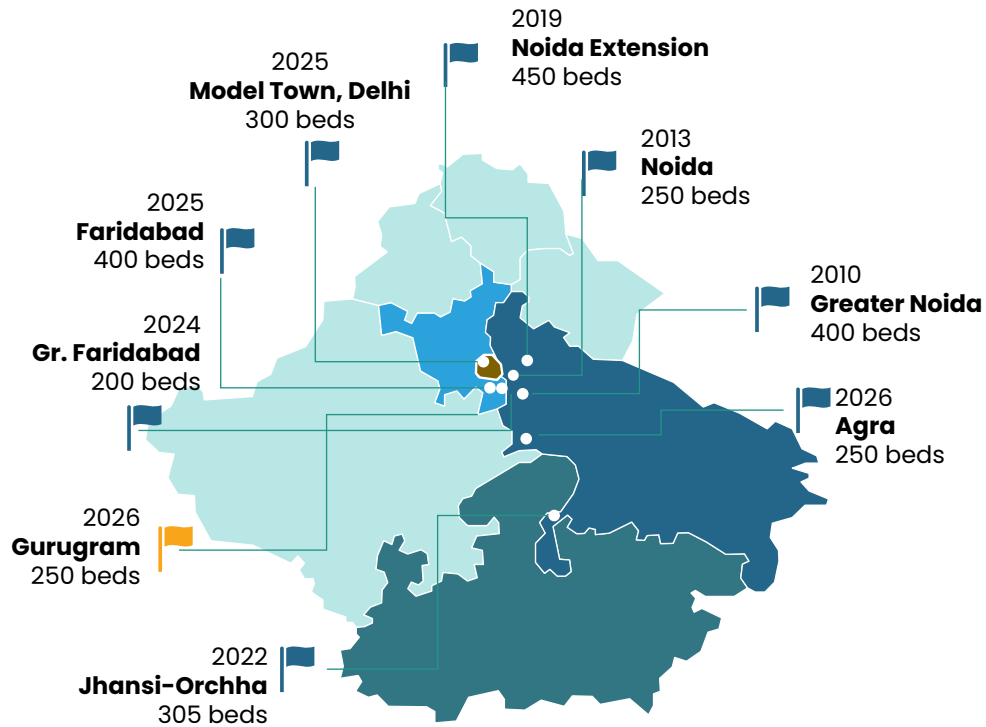 2019
Noida Extension
450 beds
2025
Model Town, Delhi
300 beds
2013
Noida
250 beds
2025
Faridabad
400 beds
2010
Greater Noida
400 beds
2024
Gr. Faridabad
200 beds
2026
Agra
250 beds
2026
Gurugram
250 beds
2022
Jhansi-Orchha
305 beds